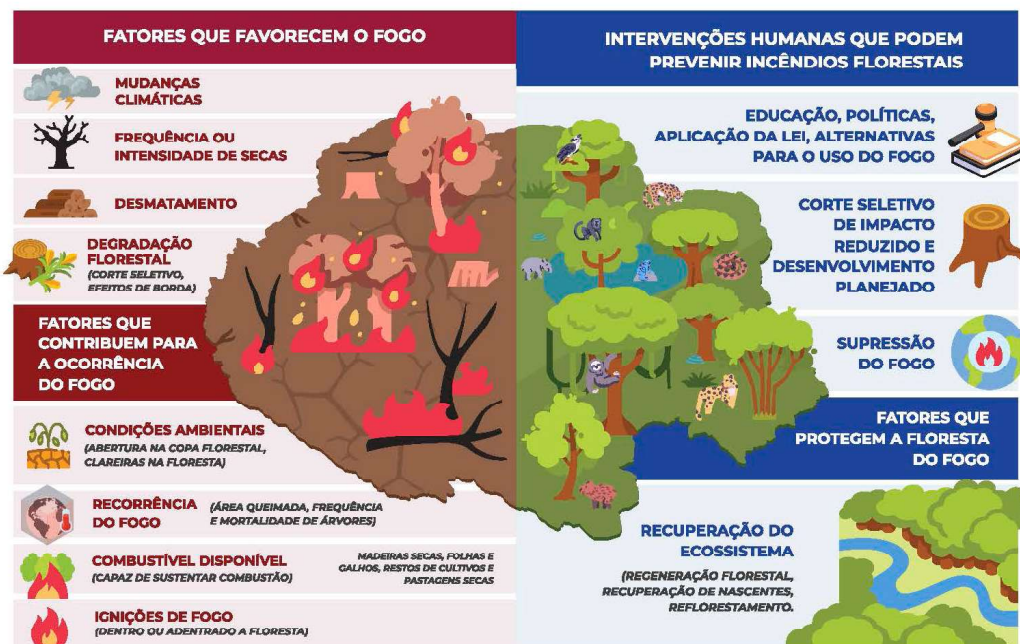 FATORES QUE FAVORECEM O FOGO
MUDANÇAS
CLIMÁTICAS
FREQUÊNCIA OU
INTENSIDADE DE SECAS
DESMATAMENTO
DEGRADAÇÃO
FLORESTAL
(CORTE SELETIVO,
EFEITOS DE BORDA)
FATORES QUE
CONTRIBUEM PARA
A OCORRÊNCIA
DO FOGO
CONDIÇÕES AMBIENTAIS
(ABERTURA NA COPA FLORESTAL,
CLAREIRAS NA FLORESTA)
RECORRÊNCIA
DO FOGO
(ÁREA QUEIMADA, FREQUÊNCIA
E MORTALIDADE DE ÁRVORES)
COMBUSTÍVEL DISPONÍVEL
(CAPAZ DE SUSTENTAR COMBUSTÃO)
MADEIRAS SECAS, FOLHAS E
GALHOS, RESTOS DE CULTIVOS E
PASTAGENS SECAS
IGNIÇÕES DE FOGO
(DENTRO OU ADENTRADO A FLORESTA)
INTERVENÇÕES HUMANAS QUE PODEM
PREVENIR INCÊNDIOS FLORESTAIS
EDUCAÇÃO, POLÍTICAS,
APLICAÇÃO DA LEI, ALTERNATIVAS
PARA O USO DO FOGO
CORTE SELETIVO
DE IMPACTO
REDUZIDO E
DESENVOLVIMENTO
PLANEJADO
SUPRESSÃO
DO FOGO
FATORES QUE
PROTEGEM A FLORESTA
DO FOGO
RECUPERAÇÃO DO
ECOSSISTEMA
(REGENERAÇÃO FLORESTAL,
RECUPERAÇÃO DE NASCENTES,
REFLORESTAMENTO.